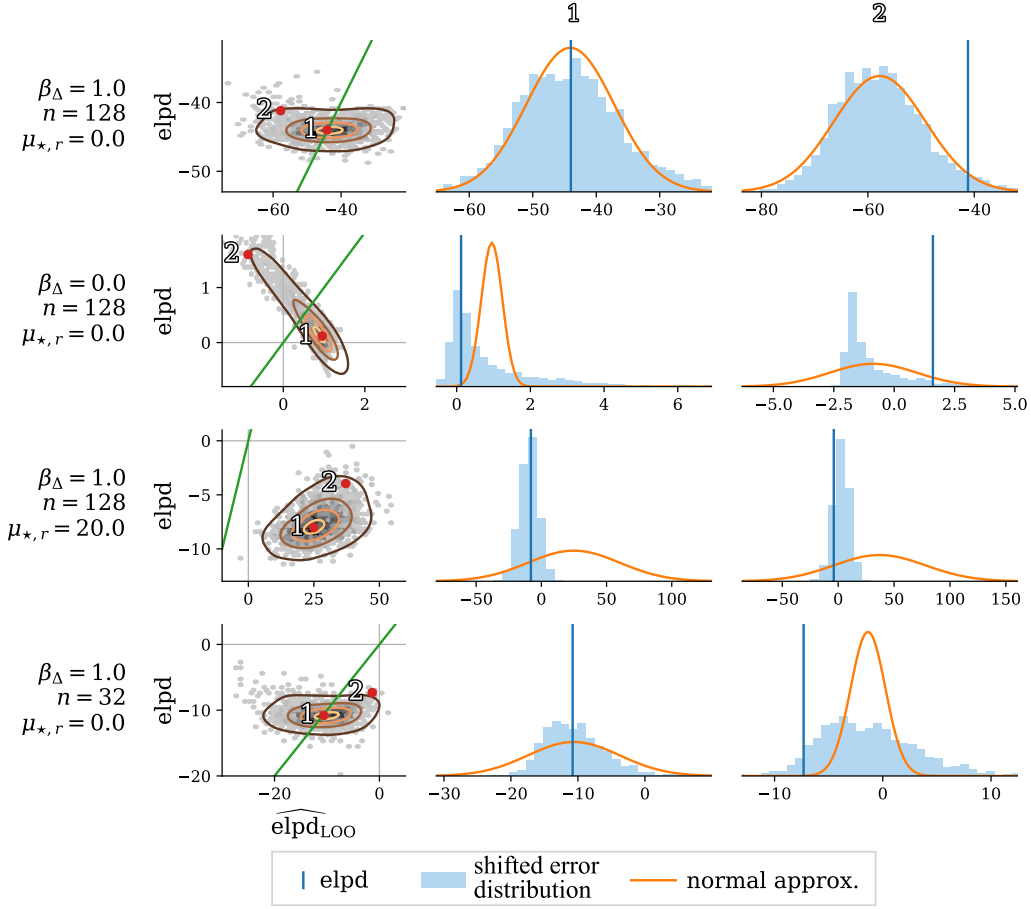 1 2
β_Δ = 1.0
n = 128
μ_⋆,r = 0.0
elpd
−40
−50
2
1
−60 −40
−60 −50 −40 −30
−80 −60 −40
β_Δ = 0.0
n = 128
μ_⋆,r = 0.0
elpd
1
0
2
1
0 2
0 2 4 6
−5.0 −2.5 0.0 2.5 5.0
β_Δ = 1.0
n = 128
μ_⋆,r = 20.0
elpd
0
−5
−10
2
1
0 25 50
−50 0 50 100
−50 0 50 100 150
β_Δ = 1.0
n = 32
μ_⋆,r = 0.0
elpd
0
−10
−20
2
1
−20 0
−30 −20 −10 0
−10 0 10
\widehat{elpd}_LOO
elpd
shifted error
distribution
normal approx.